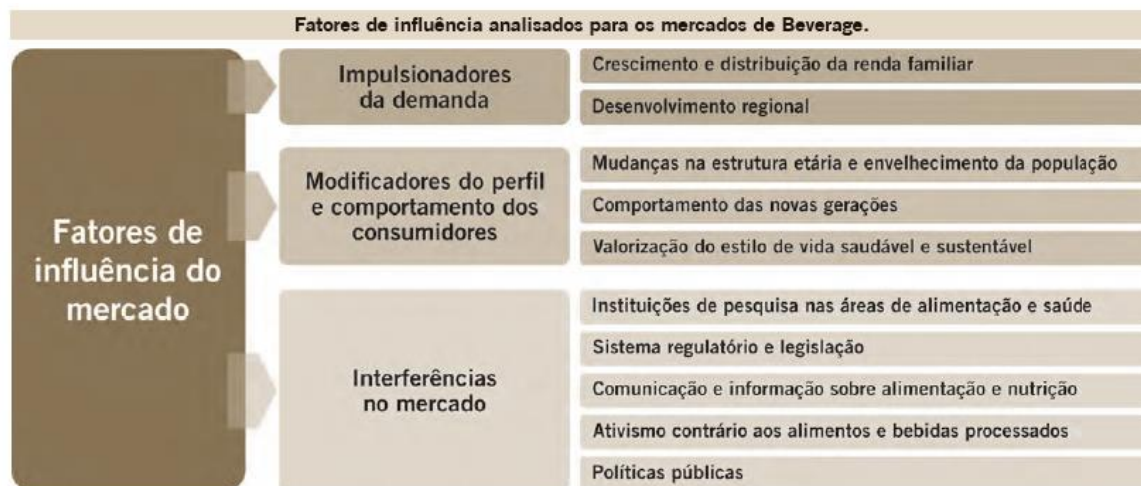 Fatores de influência analisados para os mercados de Beverage.
Fatores de
influência do
mercado
Impulsionadores
da demanda
Crescimento e distribuição da renda familiar
Desenvolvimento regional
Modificadores do perfil
e comportamento dos
consumidores
Mudanças na estrutura etária e envelhecimento da população
Comportamento das novas gerações
Valorização do estilo de vida saudável e sustentável
Interferências
no mercado
Instituições de pesquisa nas áreas de alimentação e saúde
Sistema regulatório e legislação
Comunicação e informação sobre alimentação e nutrição
Ativismo contrário aos alimentos e bebidas processados
Políticas públicas